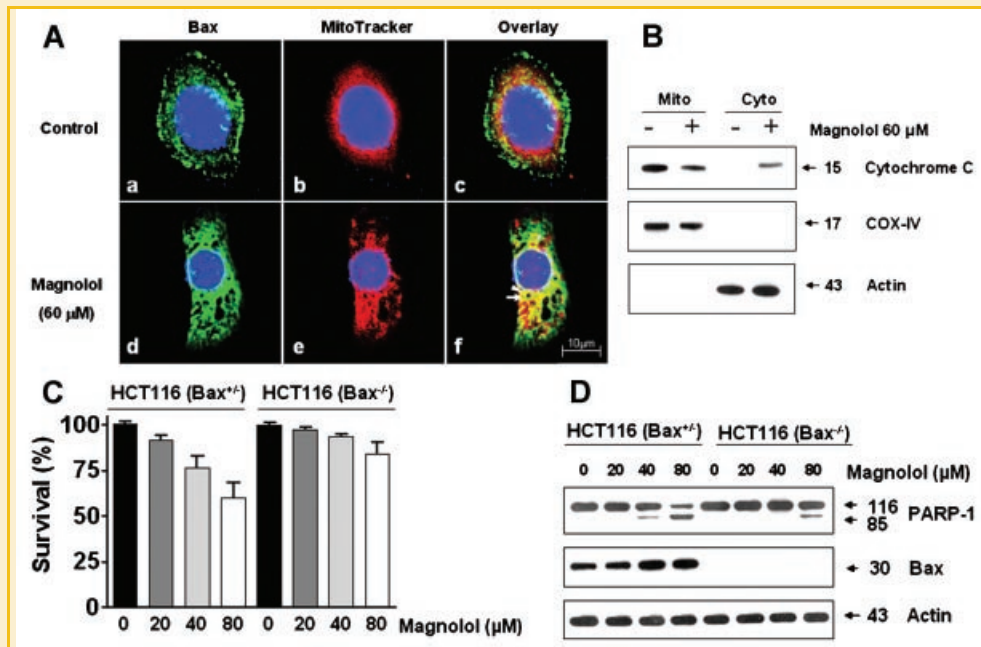 A
Bax MitoTracker Overlay
Control
a b c
Magnolol
(60 µM)
d e f
10µm
B
Mito Cyto
- + - +
Magnolol 60 µM
15 Cytochrome C
17 COX-IV
43 Actin
C
HCT116 (Bax+/-) HCT116 (Bax-/-)
Survival (%)
100
75
50
25
0
0 20 40 80 0 20 40 80 Magnolol (µM)
D
HCT116 (Bax+/-) HCT116 (Bax-/-)
0 20 40 80 0 20 40 80 Magnolol (µM)
116
85
PARP-1
30 Bax
43 Actin